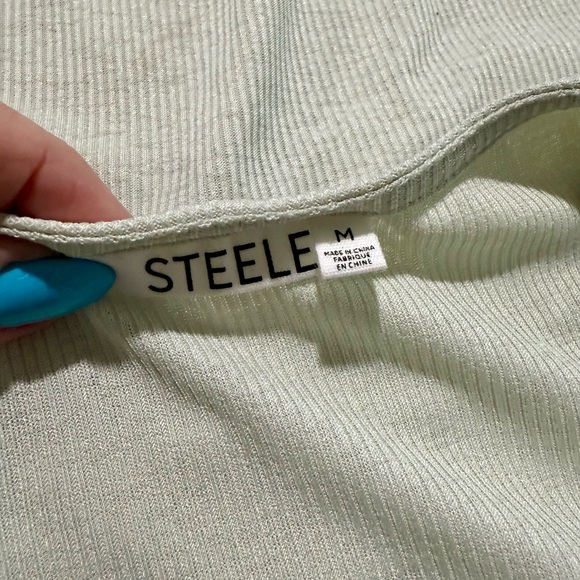 STEELE
M
MADE IN CHINA
FABRIQUE
EN CHINE